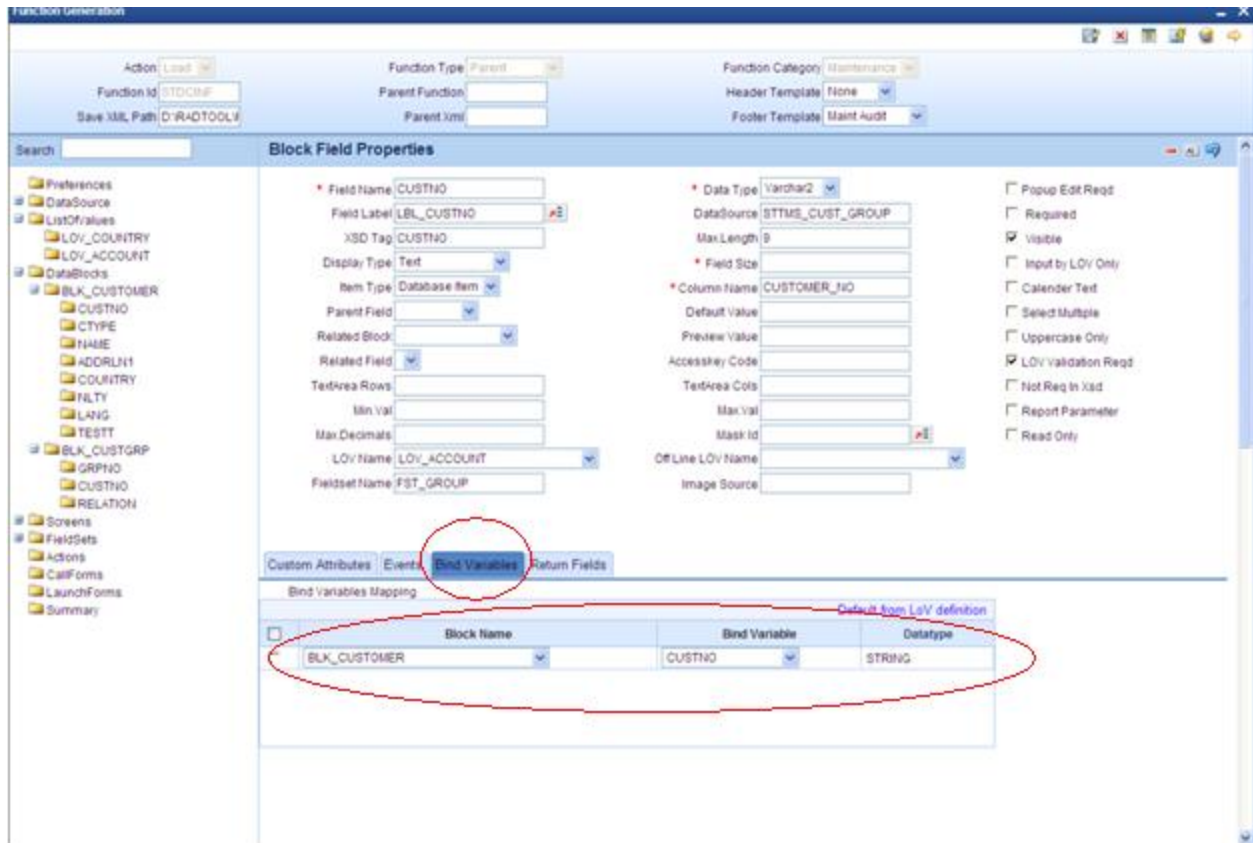 Function Generation
Action Load
Function Type Parent
Function Category Maintenance
Function Id STDCINF
Parent Function
Header Template None
Save XML Path D:\RADTOOL\
Parent Xml
Footer Template Maint Audit
Search
Block Field Properties
Preferences
DataSource
ListOfValues
LOV_COUNTRY
LOV_ACCOUNT
DataBlocks
BLK_CUSTOMER
CUSTNO
CTYPE
NAME
ADDRLN1
COUNTRY
NLTY
LANG
TESTT
BLK_CUSTGRP
GRPNO
CUSTNO
RELATION
Screens
FieldSets
Actions
CallForms
LaunchForms
Summary
* Field Name CUSTNO
Field Label LBL_CUSTNO
XSD Tag CUSTNO
Display Type Text
Item Type Database Item
Parent Field
Related Block
Related Field
TextArea Rows
Min.Val
Max.Decimals
LOV Name LOV_ACCOUNT
Fieldset Name FST_GROUP
* Data Type Varchar2
DataSource STTMS_CUST_GROUP
Max.Length 9
* Field Size
* Column Name CUSTOMER_NO
Default Value
Preview Value
Accesskey Code
TextArea Cols
Max.Val
Mask Id
Off Line LOV Name
Image Source
Popup Edit Reqd
Required
Visible
Input by LOV Only
Calender Text
Select Multiple
Uppercase Only
LOV Validation Reqd
Not Req In Xsd
Report Parameter
Read Only
Custom Attributes
Events
Bind Variables
Return Fields
Bind Variables Mapping
Default from LoV definition
Block Name
Bind Variable
Datatype
BLK_CUSTOMER
CUSTNO
STRING